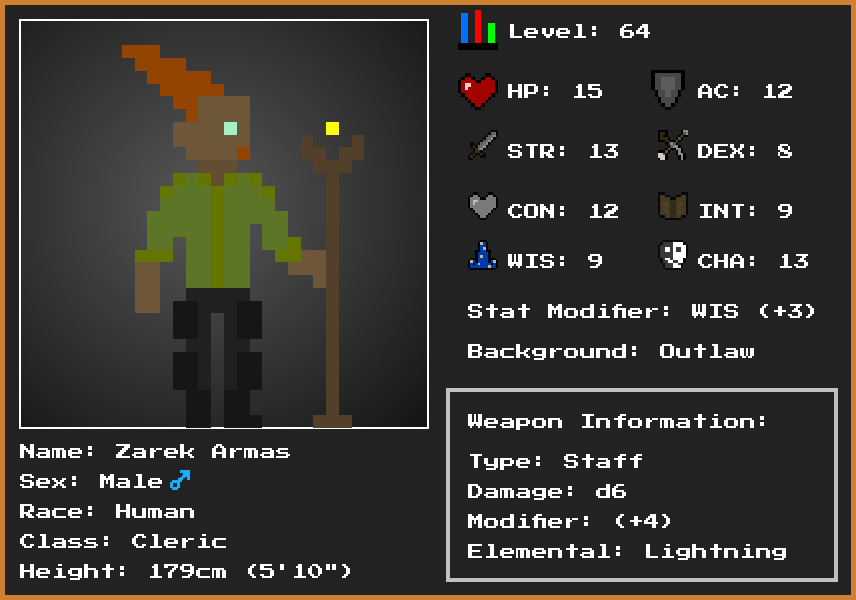 Level: 64
HP: 15
AC: 12
STR: 13
DEX: 8
CON: 12
INT: 9
WIS: 9
CHA: 13
Stat Modifier: WIS (+3)
Background: Outlaw
Weapon Information:
Type: Staff
Damage: d6
Modifier: (+4)
Elemental: Lightning
Name: Zarek Armas
Sex: Male♂
Race: Human
Class: Cleric
Height: 179cm (5'10")